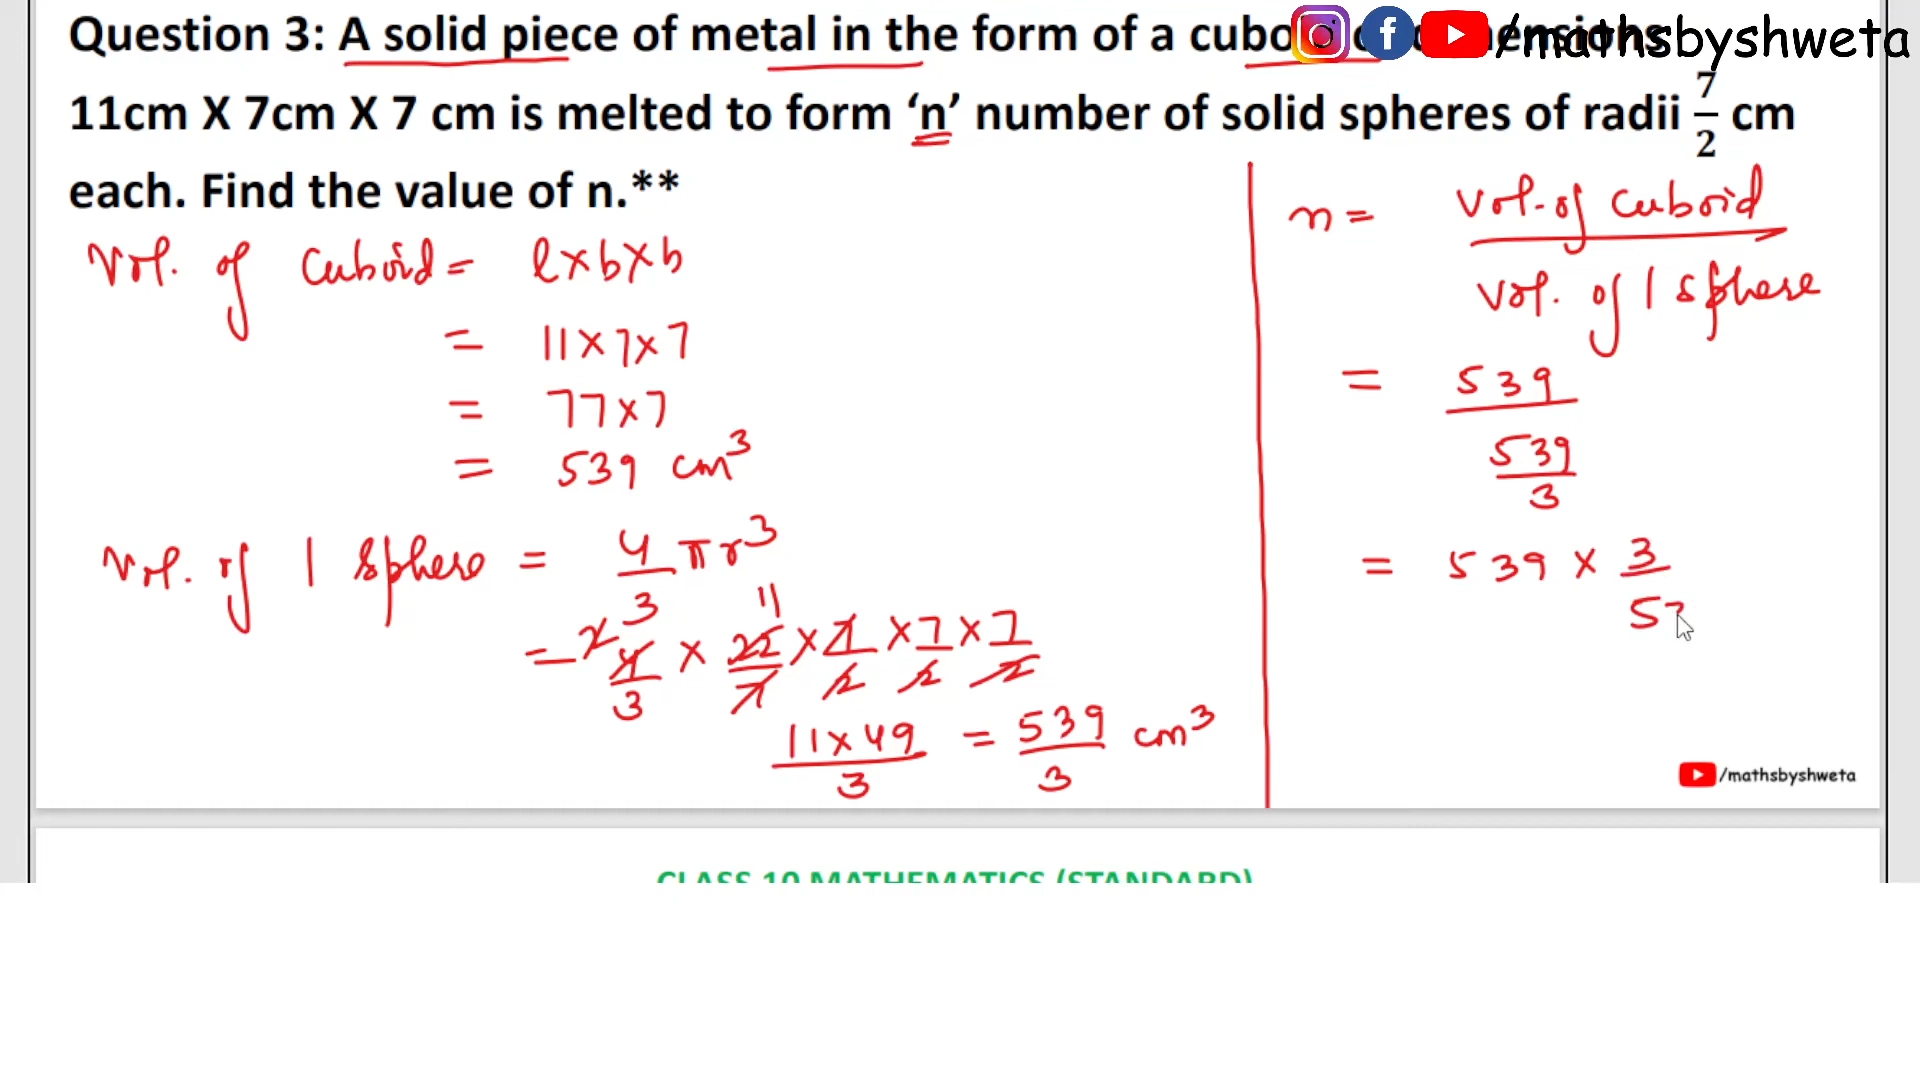 Question 3: A solid piece of metal in the form of a cuboid of dimensions
/mathsbyshweta
11cm X 7cm X 7 cm is melted to form ‘n’ number of solid spheres of radii 7/2 cm
each. Find the value of n.**
Vol. of Cuboid = l×b×h
= 11×7×7
= 77×7
= 539 cm³
Vol. of 1 sphere = 4/3 πr³
= 2 4/3 × 22/7 11 × 7/2 × 7/2 × 7/2
11×49/3 = 539/3 cm³
n = Vol. of cuboid
Vol. of 1 sphere
= 539
539/3
= 539 × 3
53
/mathsbyshweta
CLASS 10 MATHEMATICS (STANDARD)